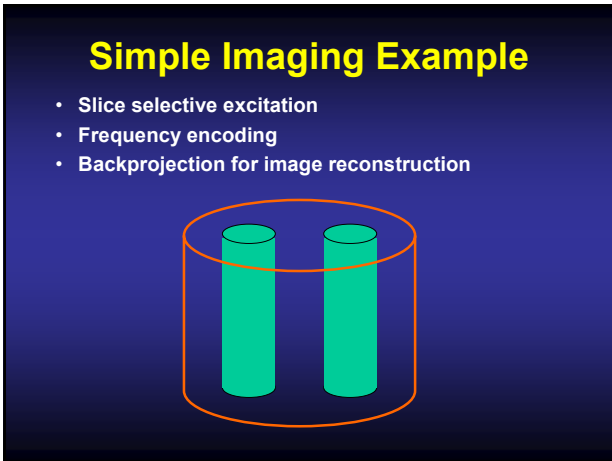 Simple Imaging Example
• Slice selective excitation
• Frequency encoding
• Backprojection for image reconstruction